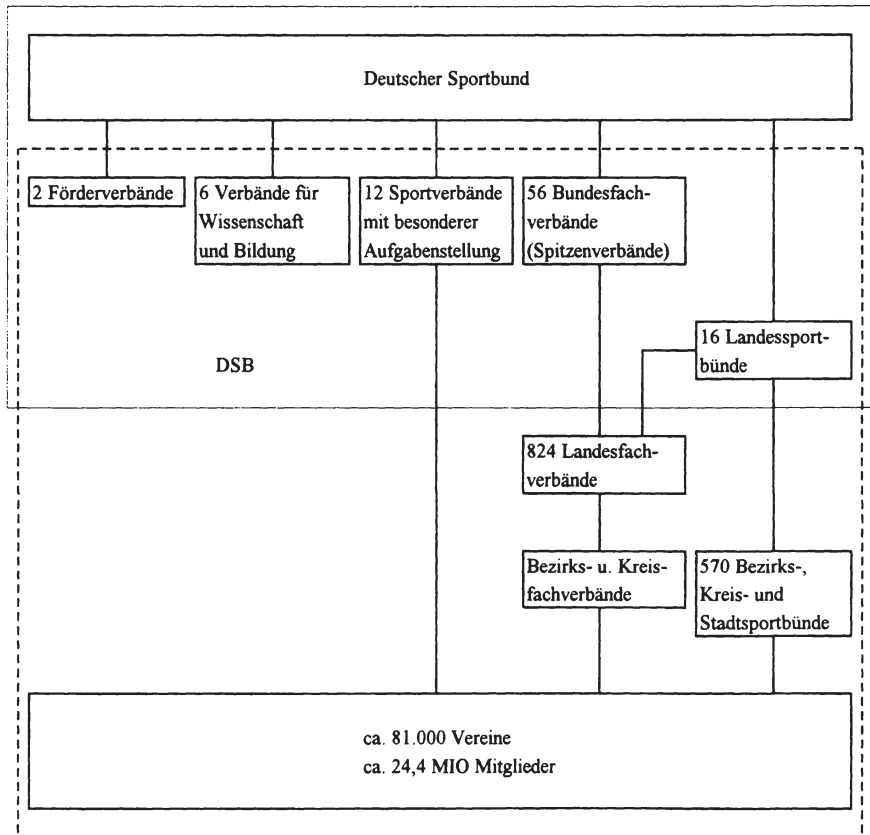 Deutscher Sportbund
2 Förderverbände
6 Verbände für
Wissenschaft
und Bildung
12 Sportverbände
mit besonderer
Aufgabenstellung
56 Bundesfach-
verbände
(Spitzenverbände)
16 Landessport-
bünde
DSB
824 Landesfach-
verbände
Bezirks- u. Kreis-
fachverbände
570 Bezirks-,
Kreis- und
Stadtsportbünde
ca. 81.000 Vereine
ca. 24,4 MIO Mitglieder